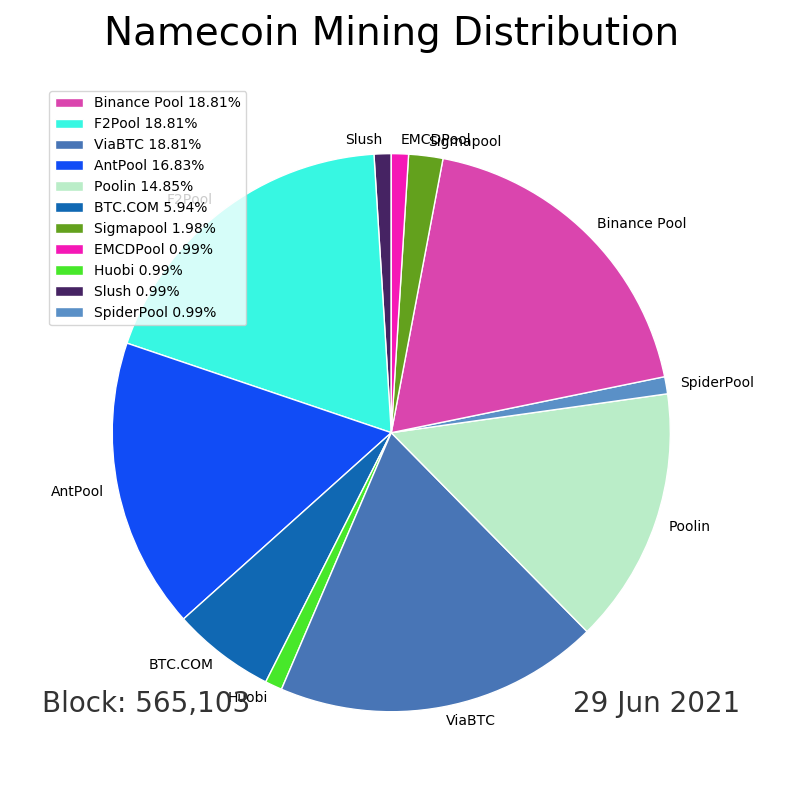 Namecoin Mining Distribution
Binance Pool 18.81%
F2Pool 18.81%
ViaBTC 18.81%
AntPool 16.83%
Poolin 14.85%
BTC.COM 5.94%
Sigmapool 1.98%
EMCDPool 0.99%
Huobi 0.99%
Slush 0.99%
SpiderPool 0.99%
Slush
EMCDPool
Sigmapool
F2Pool
Binance Pool
SpiderPool
AntPool
Poolin
BTC.COM
Huobi
ViaBTC
Block: 565,103
29 Jun 2021